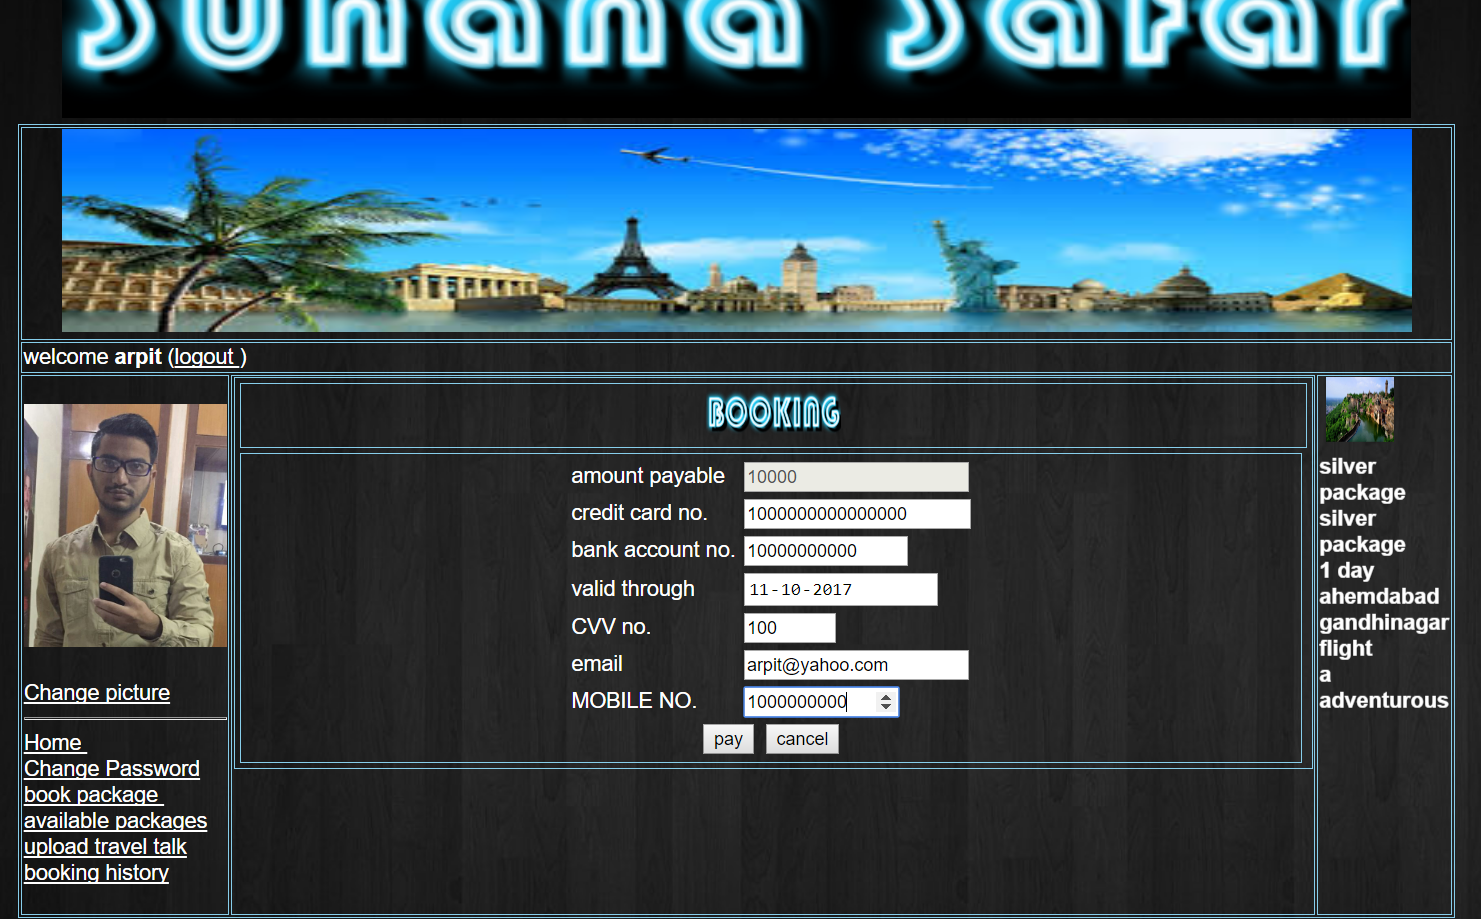 Suhana Safar
welcome arpit (logout )
BOOKING
amount payable 10000
credit card no. 1000000000000000
bank account no. 10000000000
valid through 11-10-2017
CVV no. 100
email arpit@yahoo.com
MOBILE NO. 1000000000
pay cancel
Change picture
Home
Change Password
book package
available packages
upload travel talk
booking history
silver
package
silver
package
1 day
ahemdabad
gandhinagar
flight
a
adventurous